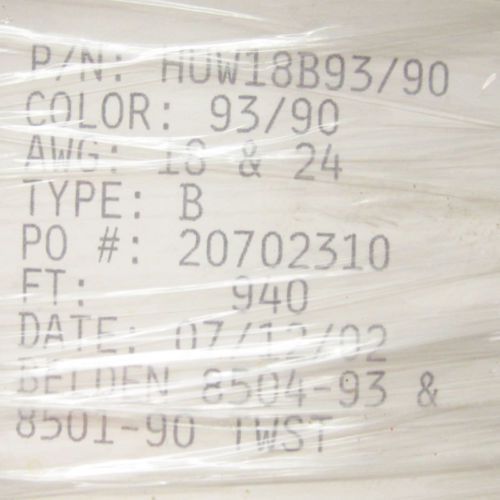 P/N: HUW18B93/90
COLOR: 93/90
AWG: 18 & 24
TYPE: B
PO #: 20702310
FT: 940
DATE: 07/12/02
BELDEN 8504-93 &
8501-90 TWST